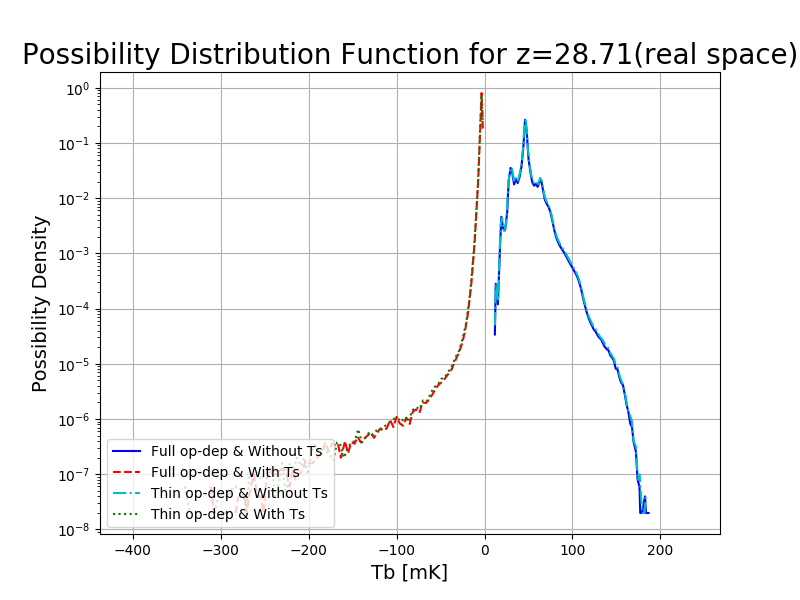 Possibility Distribution Function for z=28.71(real space)
Possibility Density
10⁰
10⁻¹
10⁻²
10⁻³
10⁻⁴
10⁻⁵
10⁻⁶
10⁻⁷
10⁻⁸
Full op-dep & Without Ts
Full op-dep & With Ts
Thin op-dep & Without Ts
Thin op-dep & With Ts
−400 −300 −200 −100 0 100 200
Tb [mK]